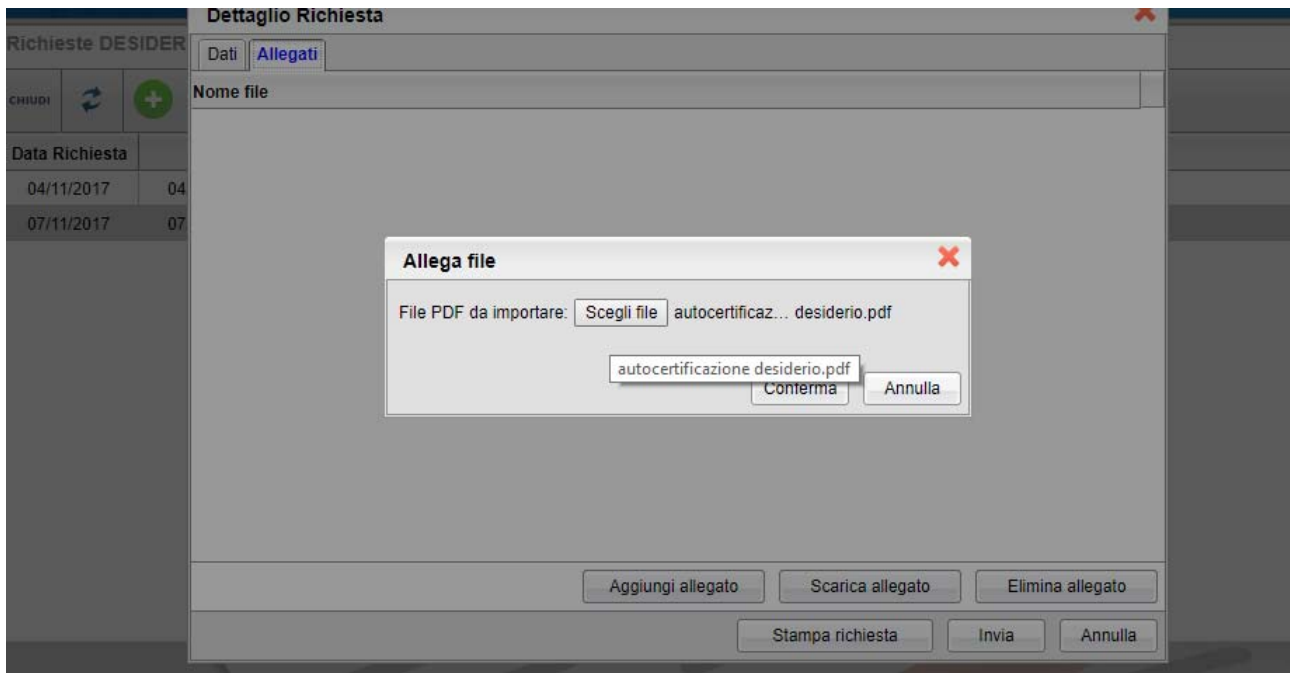 Dettaglio Richiesta
Richieste DESIDER
Dati Allegati
CHIUDI
Nome file
Data Richiesta
04/11/2017 04
07/11/2017 07
Allega file
File PDF da importare: Scegli file autocertificaz... desiderio.pdf
autocertificazione desiderio.pdf
Conferma Annulla
Aggiungi allegato Scarica allegato Elimina allegato
Stampa richiesta Invia Annulla